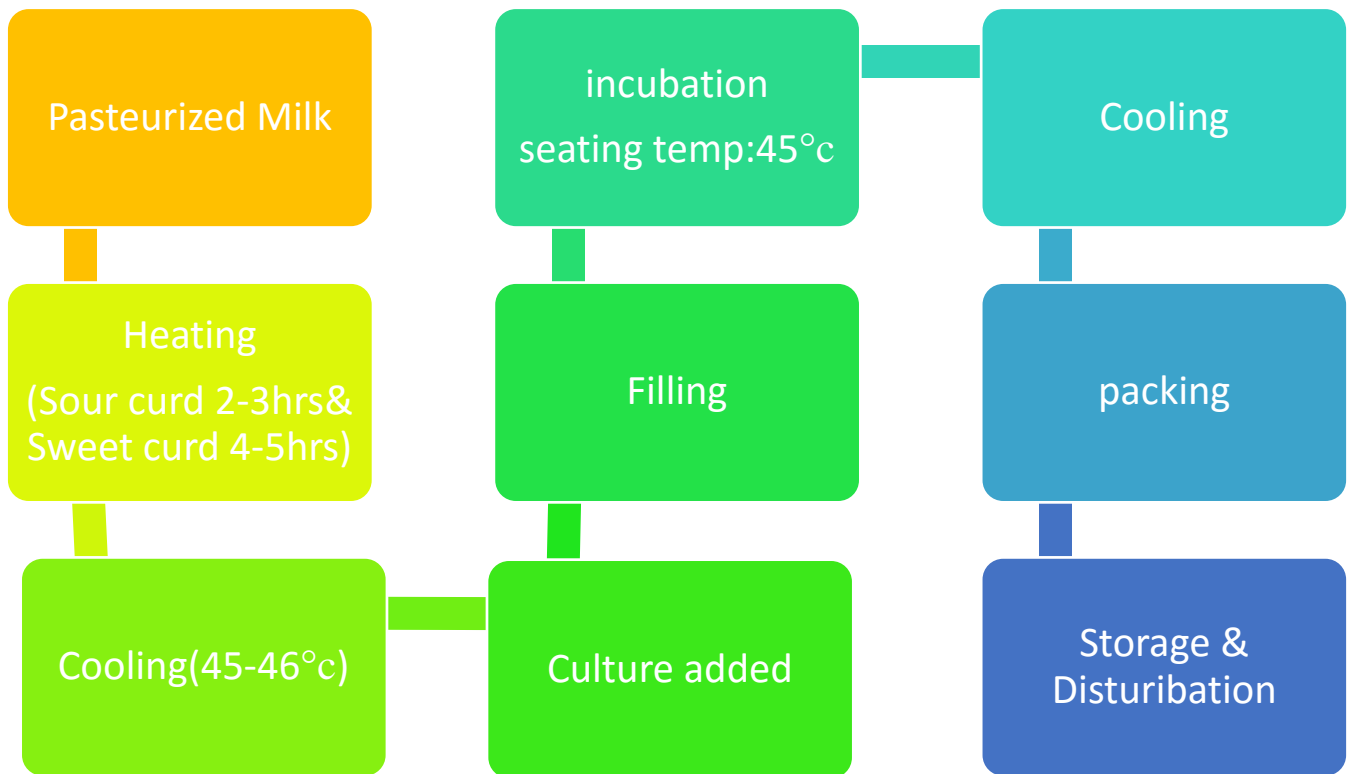 Pasteurized Milk
Heating
(Sour curd 2-3hrs&
Sweet curd 4-5hrs)
Cooling(45-46°c)
Culture added
Filling
incubation
seating temp:45°c
Cooling
packing
Storage &
Disturibation